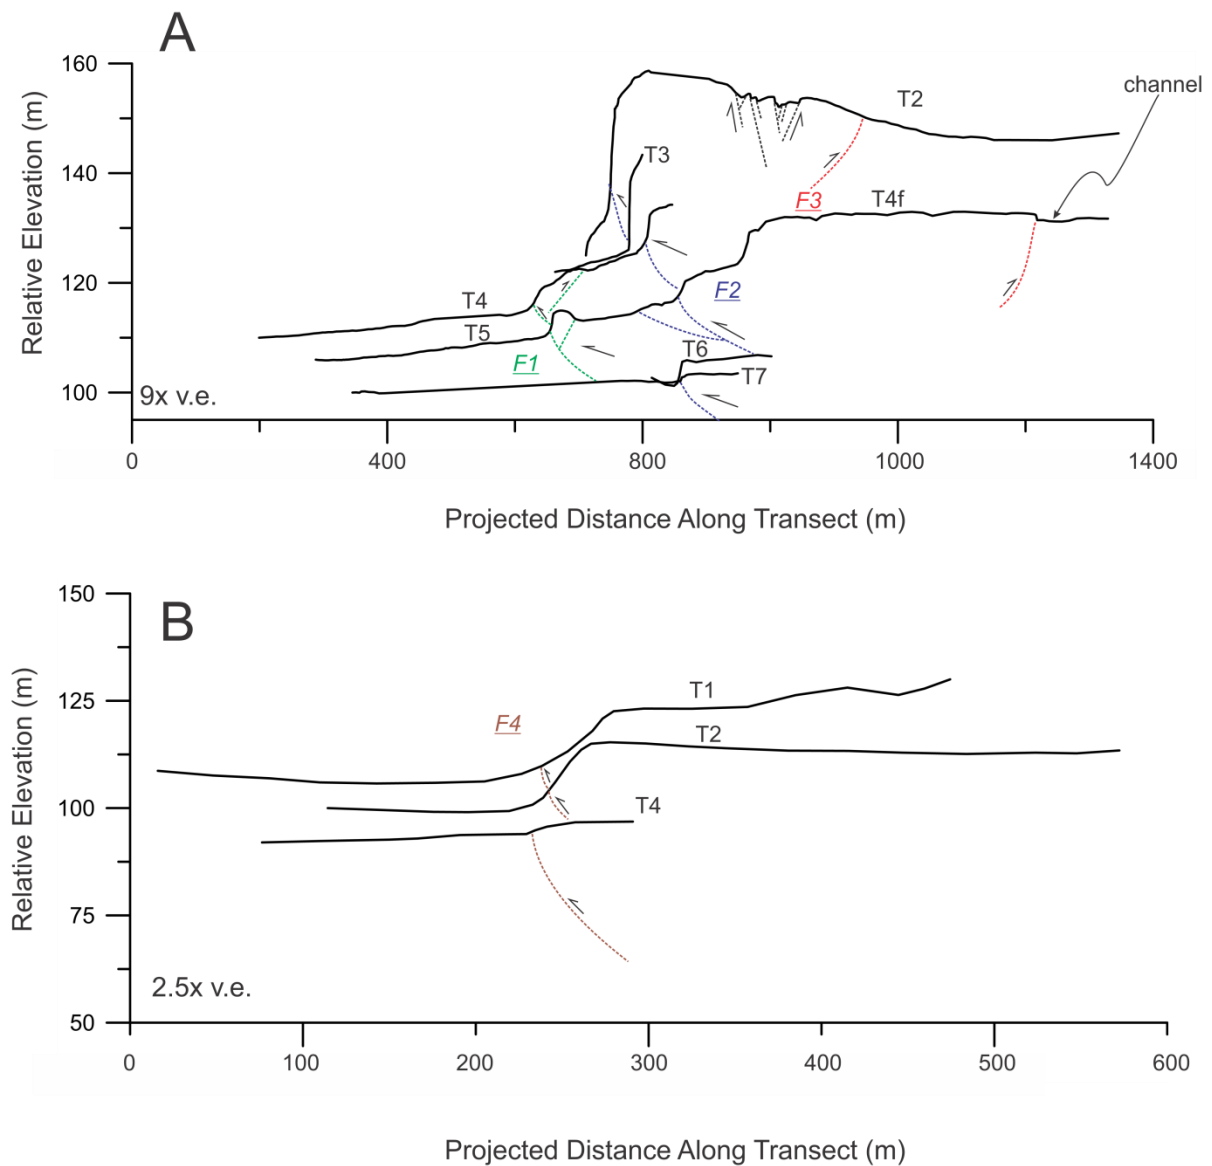 A
160
140
120
100
Relative Elevation (m)
T2
channel
T3
F3
T4f
T4
T5
F2
F1
T6
T7
9x v.e.
0
400
800
1000
1400
Projected Distance Along Transect (m)
B
150
125
100
75
50
Relative Elevation (m)
T1
F4
T2
T4
2.5x v.e.
0
100
200
300
400
500
600
Projected Distance Along Transect (m)